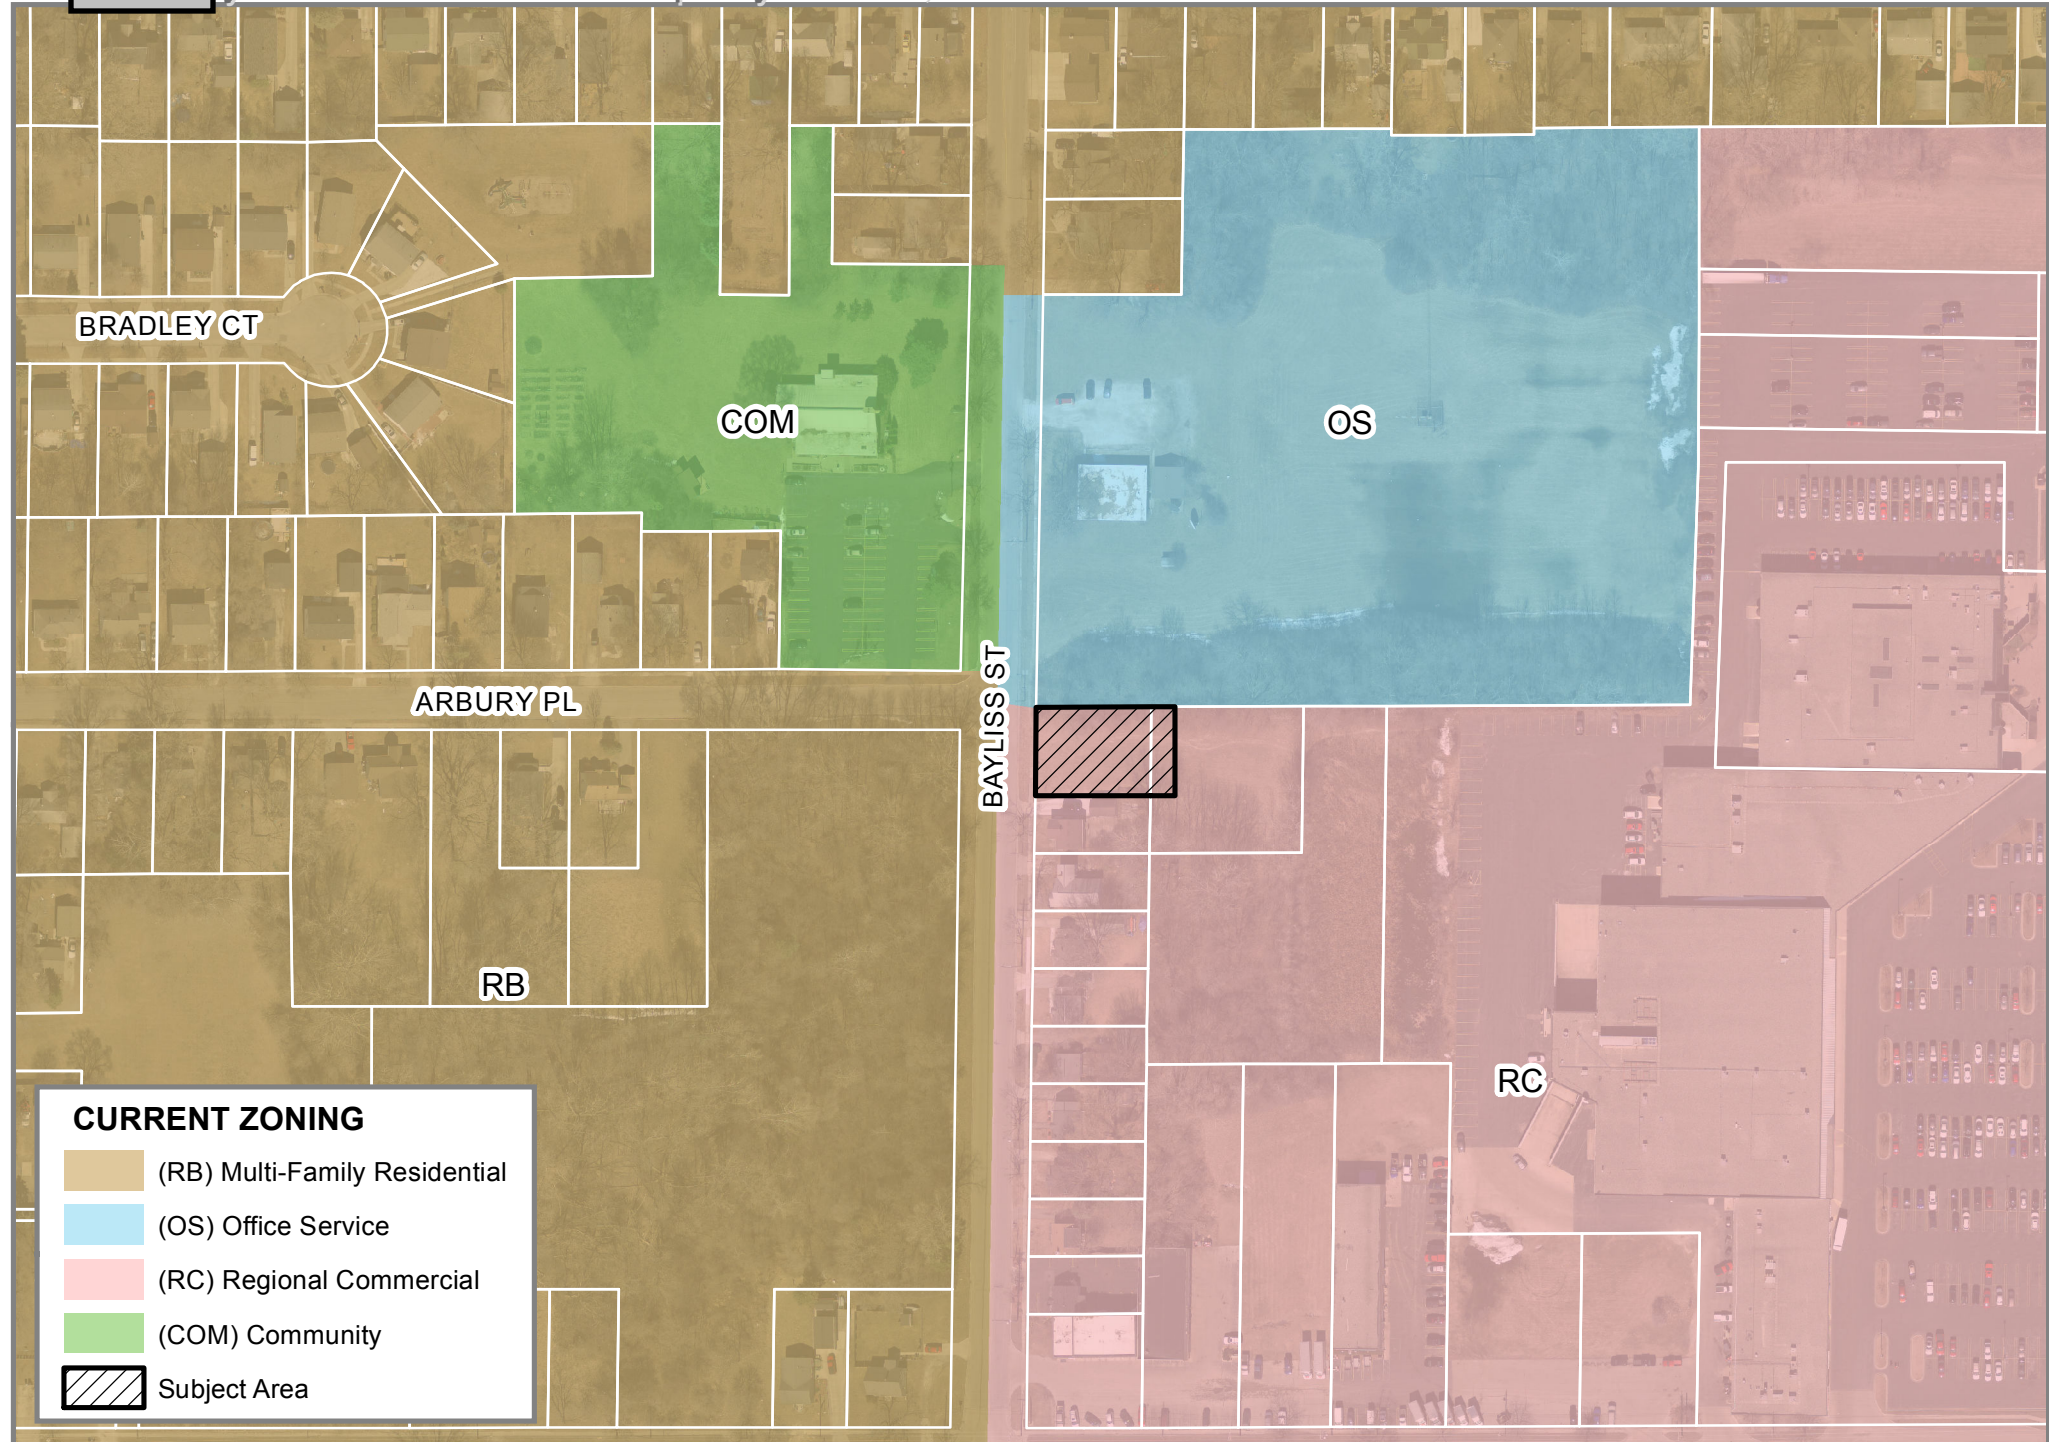 BRADLEY CT
COM
OS
ARBURY PL
BAYLISS ST
RB
RC
CURRENT ZONING
(RB) Multi-Family Residential
(OS) Office Service
(RC) Regional Commercial
(COM) Community
Subject Area